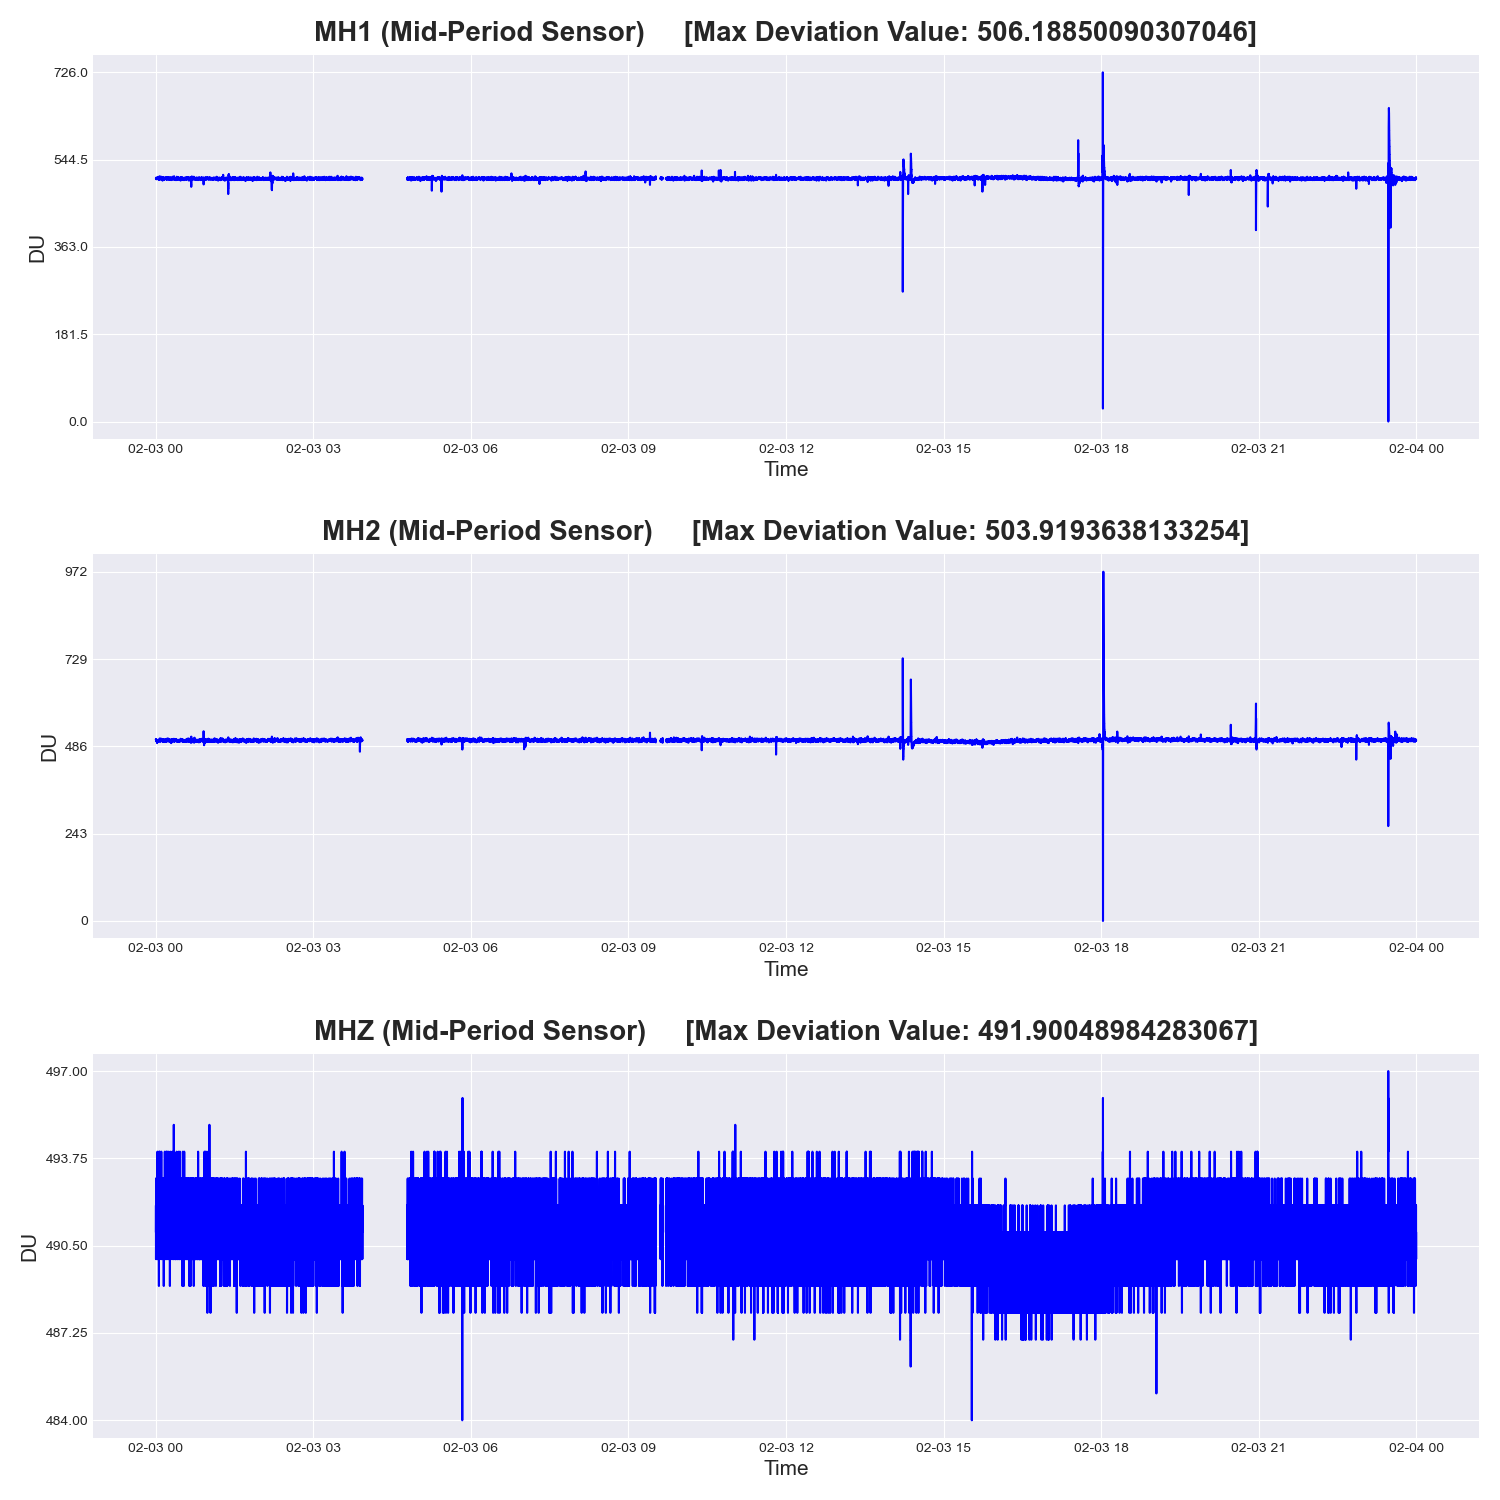 MH1 (Mid-Period Sensor) [Max Deviation Value: 506.18850090307046]
726.0
544.5
363.0
181.5
0.0
DU
02-03 00 02-03 03 02-03 06 02-03 09 02-03 12 02-03 15 02-03 18 02-03 21 02-04 00
Time
MH2 (Mid-Period Sensor) [Max Deviation Value: 503.9193638133254]
972
729
486
243
0
DU
02-03 00 02-03 03 02-03 06 02-03 09 02-03 12 02-03 15 02-03 18 02-03 21 02-04 00
Time
MHZ (Mid-Period Sensor) [Max Deviation Value: 491.90048984283067]
497.00
493.75
490.50
487.25
484.00
DU
02-03 00 02-03 03 02-03 06 02-03 09 02-03 12 02-03 15 02-03 18 02-03 21 02-04 00
Time